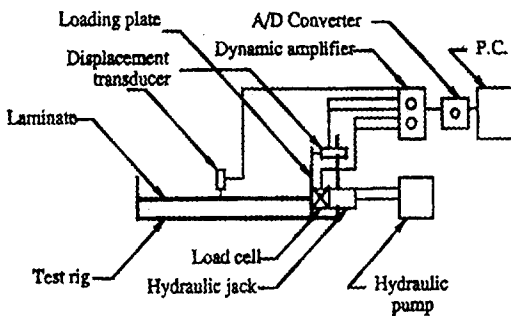 Loading plate
A/D Converter
Dynamic amplifier
P.C.
Displacement
transducer
Laminate
Load cell
Test rig
Hydraulic jack
Hydraulic
pump